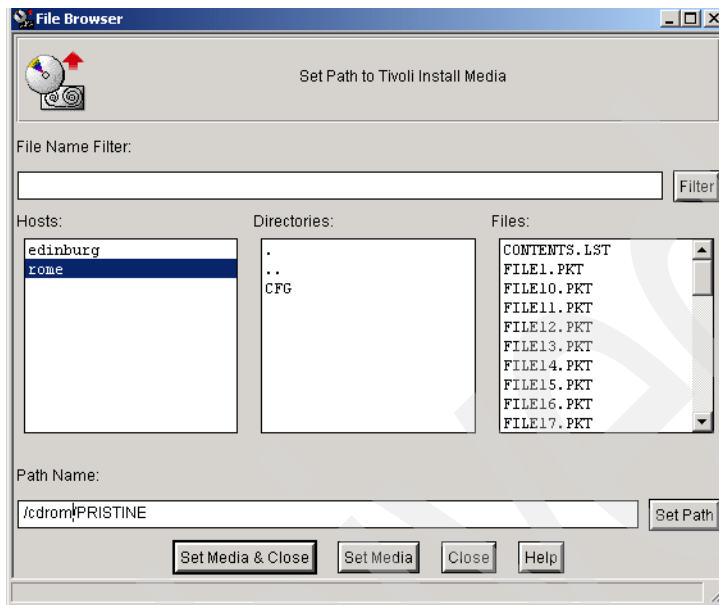 File Browser
Set Path to Tivoli Install Media
File Name Filter:
Filter
Hosts:
Directories:
Files:
edinburg
rome
.
..
CFG
CONTENTS.LST
FILE1.PKT
FILE10.PKT
FILE11.PKT
FILE12.PKT
FILE13.PKT
FILE14.PKT
FILE15.PKT
FILE16.PKT
FILE17.PKT
Path Name:
/cdrom/PRISTINE
Set Path
Set Media & Close
Set Media
Close
Help